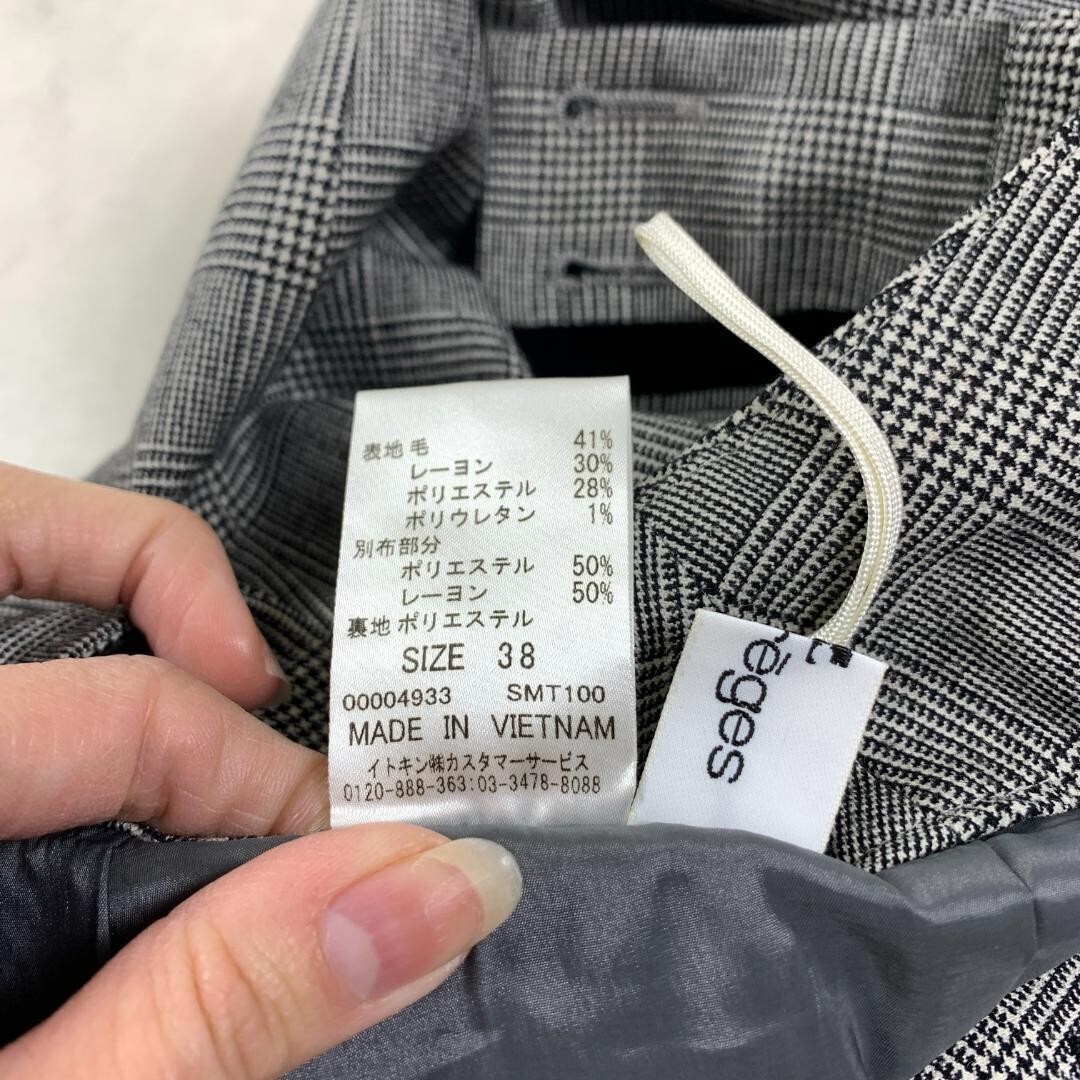 表地 毛 41%
レーヨン 30%
ポリエステル 28%
ポリウレタン 1%
別布部分
ポリエステル 50%
レーヨン 50%
裏地 ポリエステル
SIZE 38
00004933 SMT100
MADE IN VIETNAM
イトキン㈱カスタマーサービス
0120-888-363:03-3478-8088
rēges